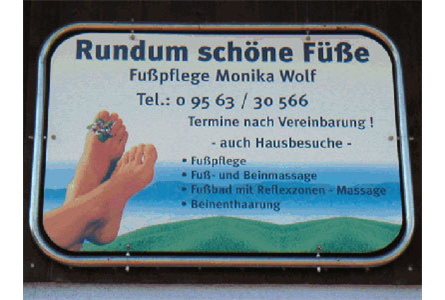 Rundum schöne Füße
Fußpflege Monika Wolf
Tel.: 0 95 63 / 30 566
Termine nach Vereinbarung !
- auch Hausbesuche -
• Fußpflege
• Fuß- und Beinmassage
• Fußbad mit Reflexzonen - Massage
• Beinenthaarung